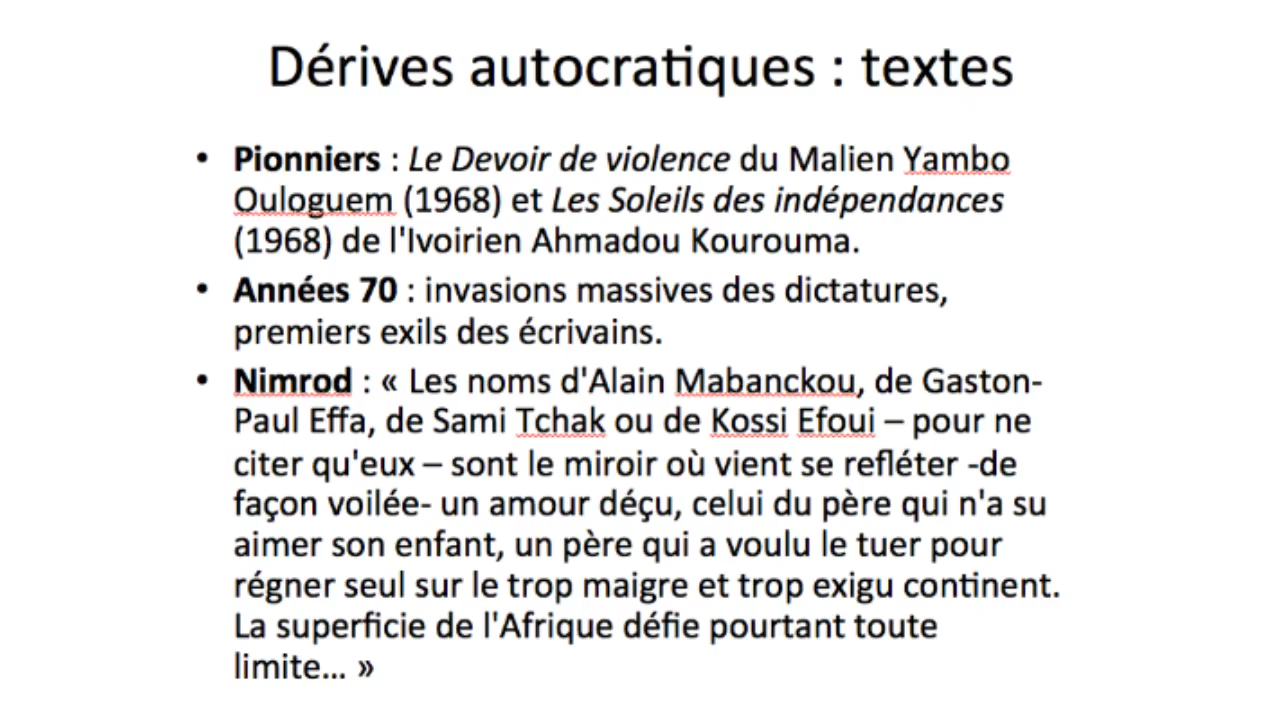 Dérives autocratiques : textes
• Pionniers : Le Devoir de violence du Malien Yambo
Ouloguem (1968) et Les Soleils des indépendances
(1968) de l'Ivoirien Ahmadou Kourouma.
• Années 70 : invasions massives des dictatures,
premiers exils des écrivains.
• Nimrod : « Les noms d'Alain Mabanckou, de Gaston-
Paul Effa, de Sami Tchak ou de Kossi Efoui – pour ne
citer qu'eux – sont le miroir où vient se refléter -de
façon voilée- un amour déçu, celui du père qui n'a su
aimer son enfant, un père qui a voulu le tuer pour
régner seul sur le trop maigre et trop exigu continent.
La superficie de l'Afrique défie pourtant toute
limite... »